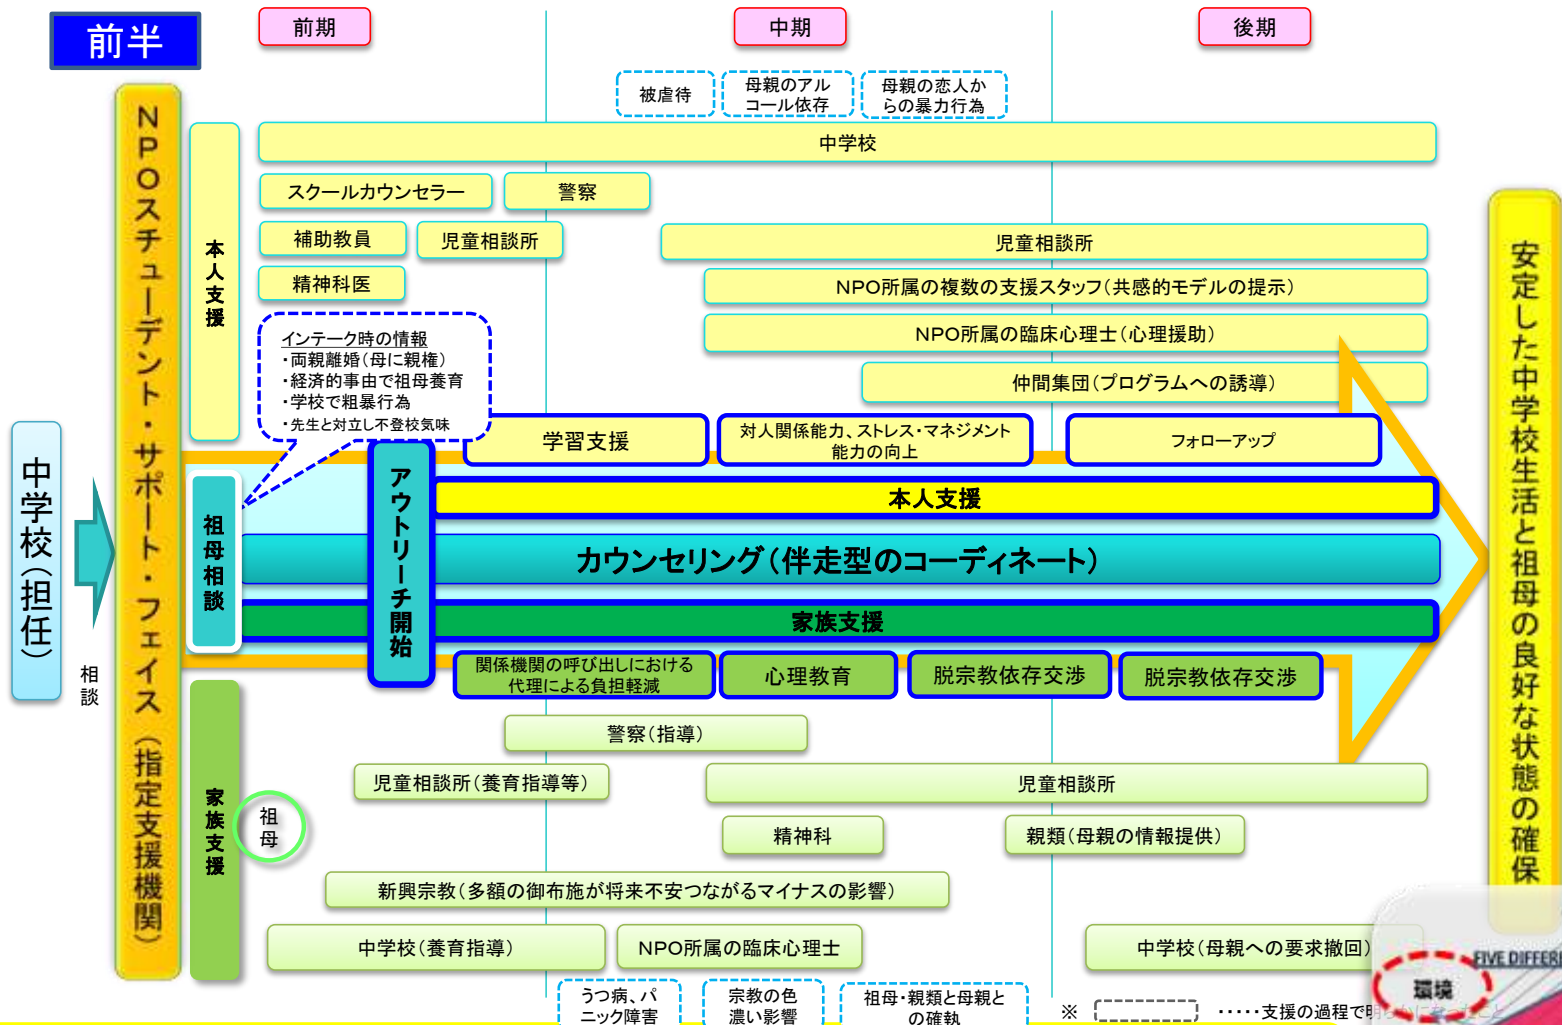 前半
前期
中期
後期
被虐待
母親のアル
コール依存
母親の恋人か
らの暴力行為
NPOスチューデント・サポート・フェイス（指定支援機関）
本人支援
中学校
スクールカウンセラー
警察
補助教員
児童相談所
児童相談所
精神科医
NPO所属の複数の支援スタッフ（共感的モデルの提示）
NPO所属の臨床心理士（心理援助）
仲間集団（プログラムへの誘導）
インテーク時の情報
・両親離婚（母に親権）
・経済的事由で祖母養育
・学校で粗暴行為
・先生と対立し不登校気味
学習支援
対人関係能力、ストレス・マネジメント
能力の向上
フォローアップ
中学校（担任）
相談
祖母相談
アウトリーチ開始
本人支援
カウンセリング（伴走型のコーディネート）
家族支援
関係機関の呼び出しにおける
代理による負担軽減
心理教育
脱宗教依存交渉
脱宗教依存交渉
家族支援
祖母
警察（指導）
児童相談所（養育指導等）
児童相談所
精神科
親類（母親の情報提供）
新興宗教（多額の御布施が将来不安つながるマイナスの影響）
中学校（養育指導）
NPO所属の臨床心理士
中学校（母親への要求撤回）
安定した中学校生活と祖母の良好な状態の確保
うつ病、パ
ニック障害
宗教の色
濃い影響
祖母・親類と母親と
の確執
※
・・・・・支援の過程で明らかになったこと
FIVE DIFFERE
環境